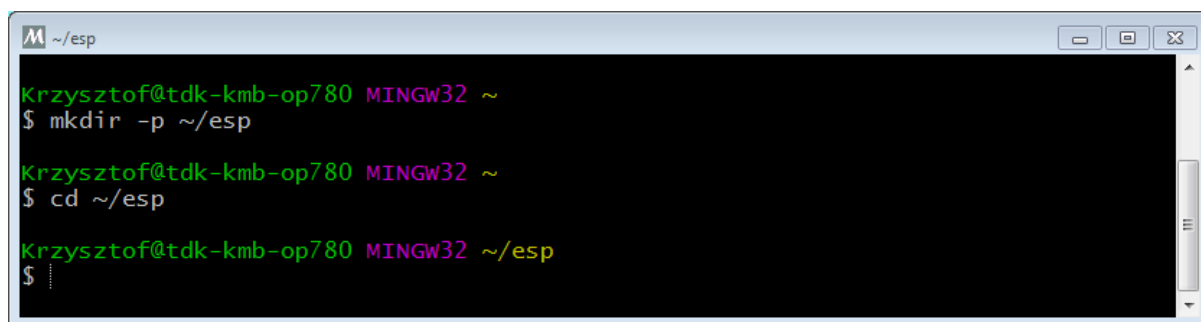 ~/esp
Krzysztof@tdk-kmb-op780 MINGW32 ~
$ mkdir -p ~/esp
Krzysztof@tdk-kmb-op780 MINGW32 ~
$ cd ~/esp
Krzysztof@tdk-kmb-op780 MINGW32 ~/esp
$